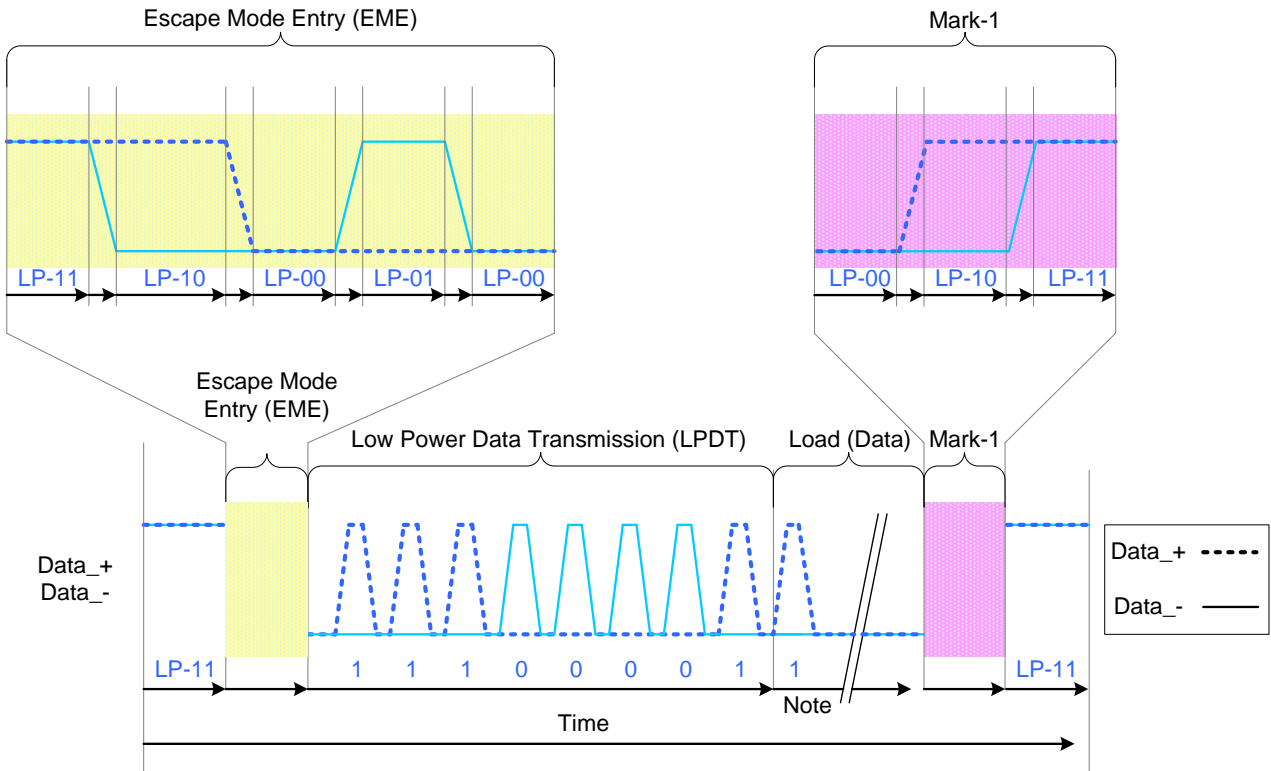 Escape Mode Entry (EME)
Mark-1
LP-11 LP-10 LP-00 LP-01 LP-00
LP-00 LP-10 LP-11
Escape Mode
Entry (EME)
Low Power Data Transmission (LPDT)
Load (Data)
Mark-1
Data_+
Data_-
Data_+
Data_-
LP-11 1 1 1 0 0 0 0 1 1 LP-11
Note
Time